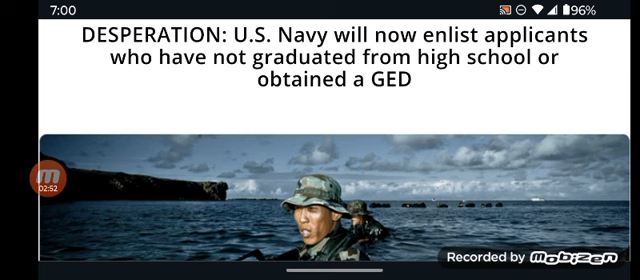 7:00
96%
DESPERATION: U.S. Navy will now enlist applicants
who have not graduated from high school or
obtained a GED
02:52
Recorded by mobizen